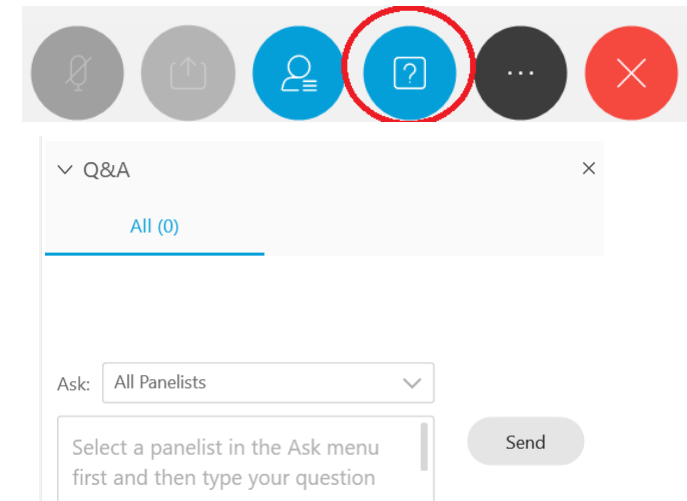 ?
...
Q&A
All (0)
Ask: All Panelists
Select a panelist in the Ask menu
first and then type your question
Send